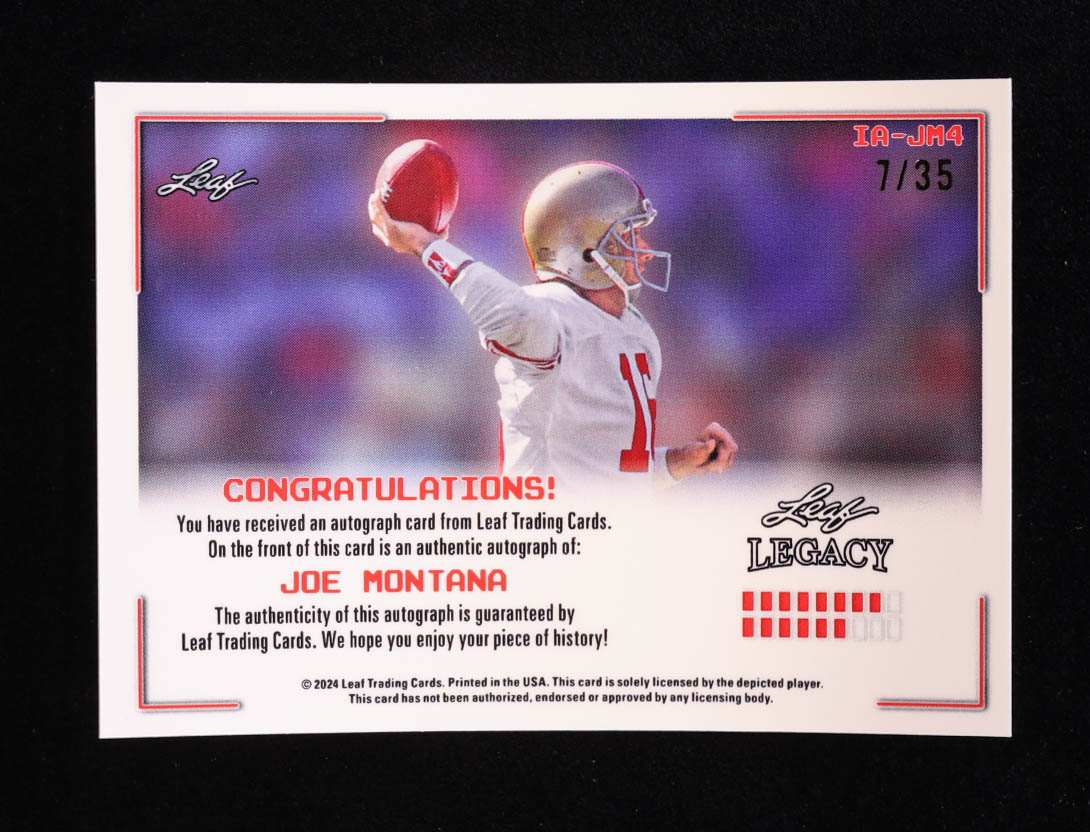 Leaf
IA-JM4
7/35
CONGRATULATIONS!
You have received an autograph card from Leaf Trading Cards.
On the front of this card is an authentic autograph of:
JOE MONTANA
The authenticity of this autograph is guaranteed by
Leaf Trading Cards. We hope you enjoy your piece of history!
Leaf
LEGACY
© 2024 Leaf Trading Cards. Printed in the USA. This card is solely licensed by the depicted player.
This card has not been authorized, endorsed or approved by any licensing body.